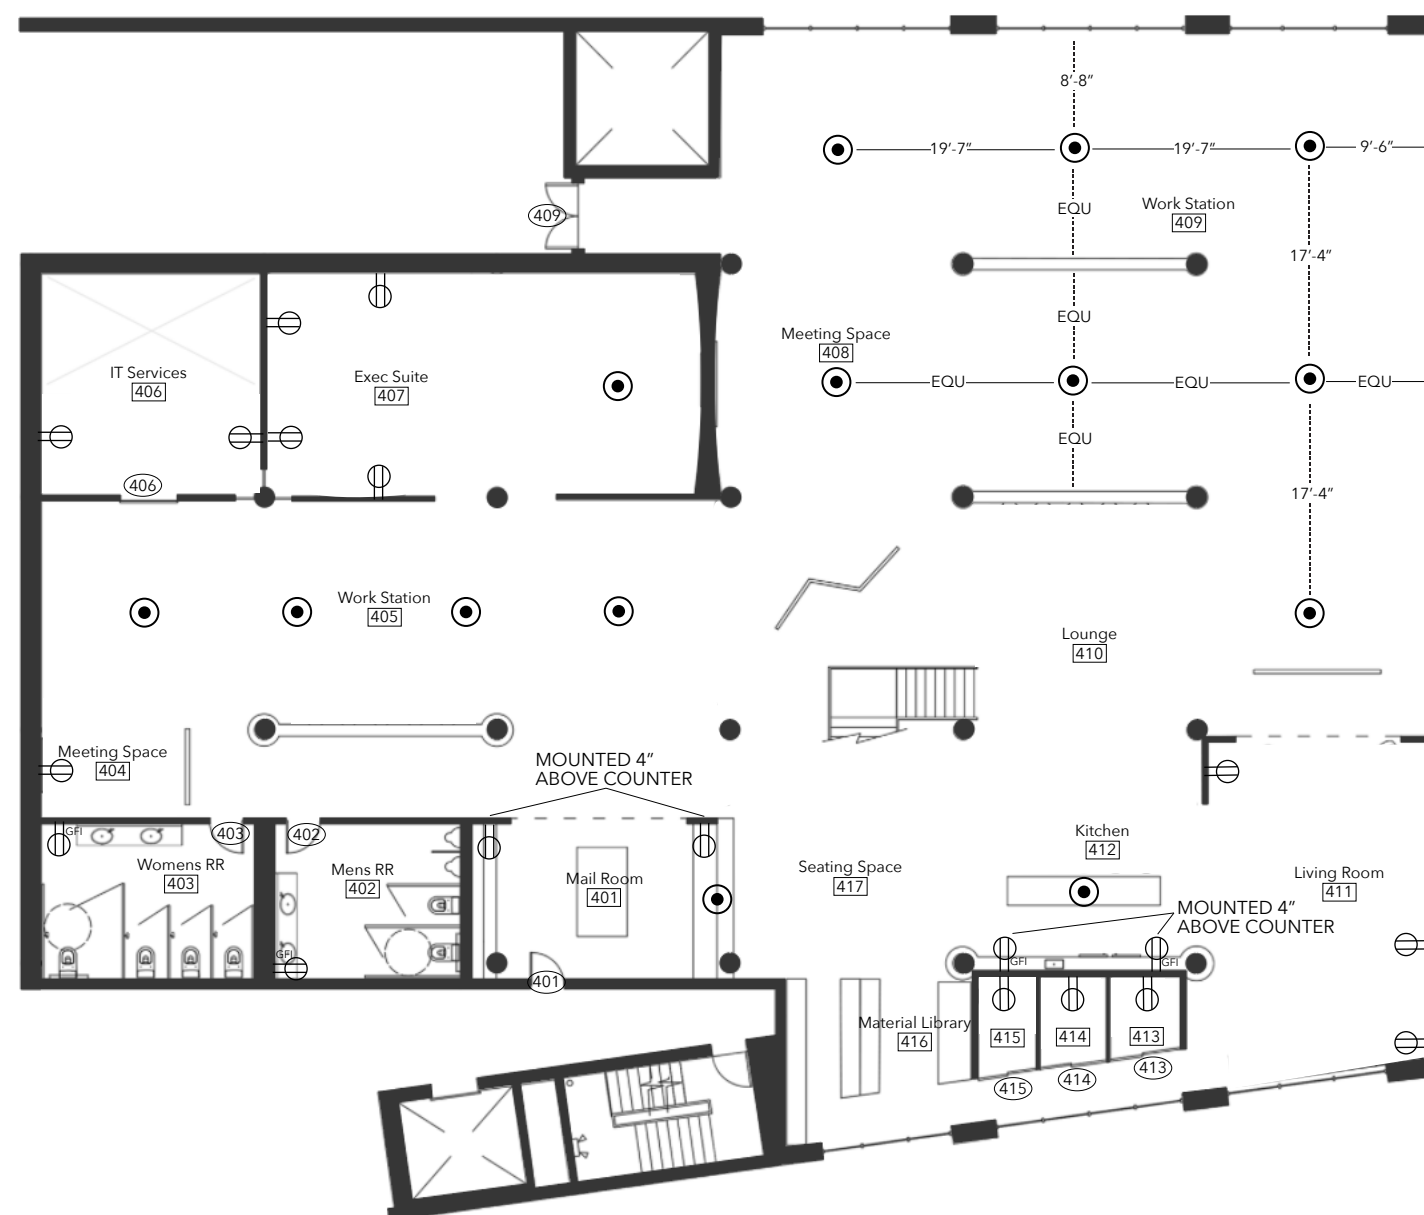 8'-8"
19'-7"
19'-7"
9'-6"
EQU
Work Station
409
409
17'-4"
EQU
Meeting Space
408
IT Services
406
Exec Suite
407
EQU
EQU
EQU
EQU
406
17'-4"
Work Station
405
Lounge
410
Meeting Space
404
MOUNTED 4"
ABOVE COUNTER
GFI
403
402
Womens RR
403
Mens RR
402
Mail Room
401
Seating Space
417
Kitchen
412
Living Room
411
MOUNTED 4"
ABOVE COUNTER
GFI
GFI
GFI
401
Material Library
416
415
414
413
415
414
413